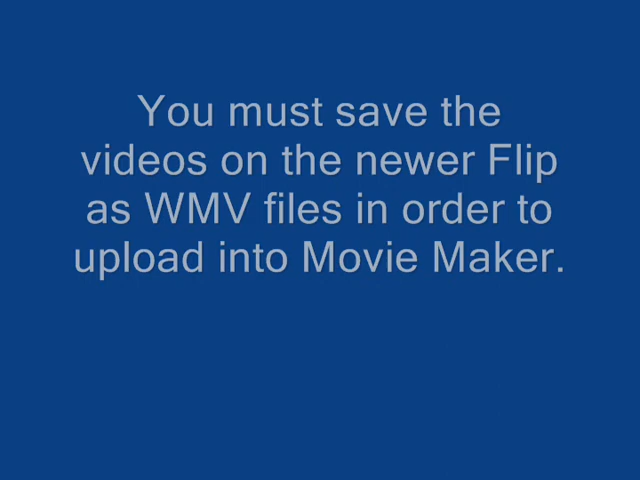 You must save the
videos on the newer Flip
as WMV files in order to
upload into Movie Maker.